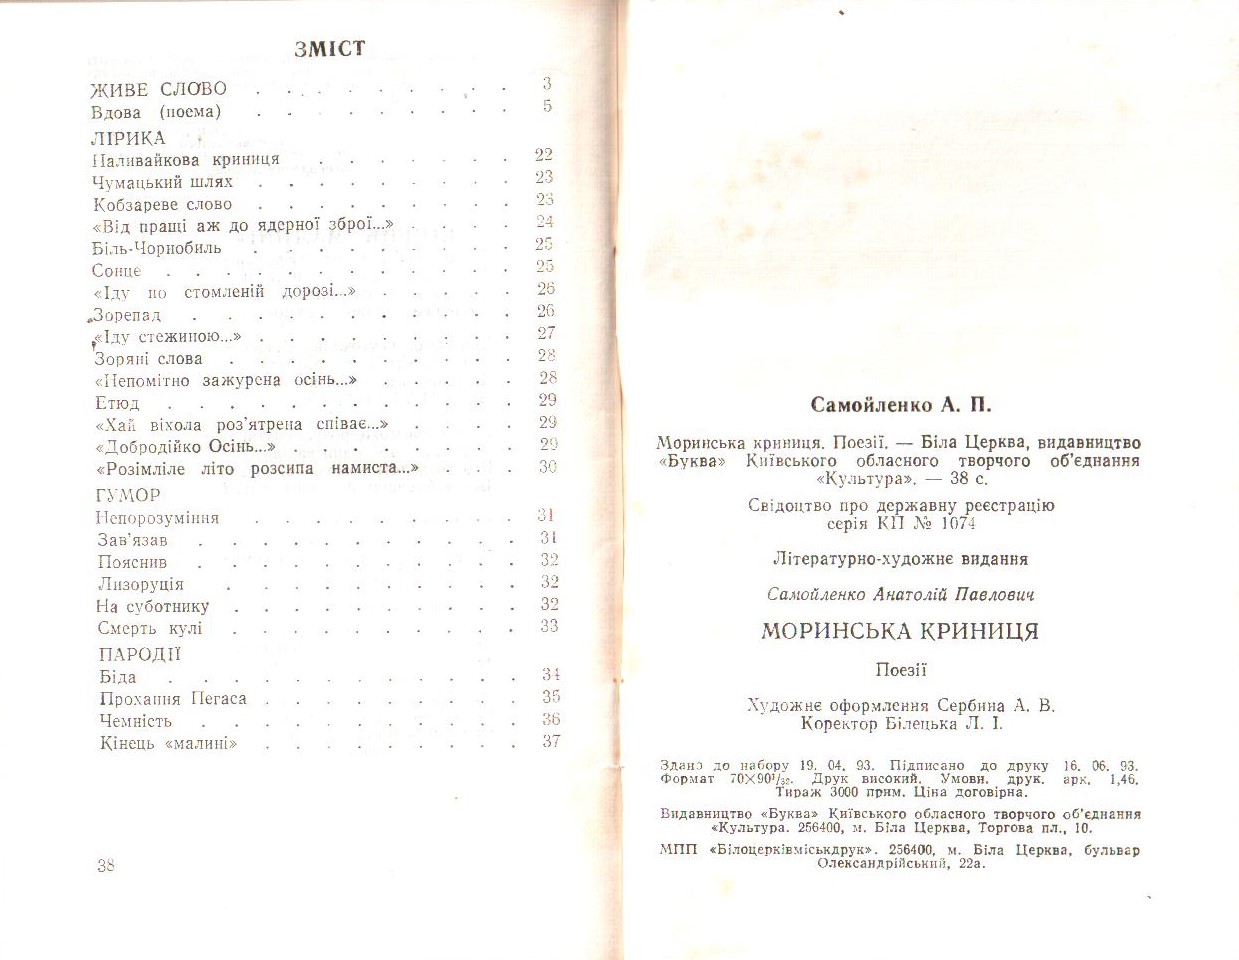 ЗМІСТ
ЖИВЕ СЛОВО . . . . . . . . . 3
Вдова (поема) . . . . . . . . 5
ЛІРИКА
Наливайкова криниця . . . . . . . 22
Чумацький шлях . . . . . . . . . 23
Кобзареве слово . . . . . . . . . 23
«Від пращі аж до ядерної зброї...» . . . . 24
Біль-Чорнобиль . . . . . . . . . 25
Сонце . . . . . . . . . . . . 25
«Іду по стомленій дорозі...» . . . . . 26
Зорепад . . . . . . . . . . . 26
«Іду стежиною...» . . . . . . . . . 27
Зоряні слова . . . . . . . . . . 28
«Непомітно зажурена осінь...» . . . . . 28
Етюд . . . . . . . . . . . . 29
«Хай віхола роз’ятрена співає...» . . . . 29
«Добродійко Осінь...» . . . . . . . . 29
«Розімліле літо розсипа намиста...» . . . 30
ГУМОР
Непорозуміння . . . . . . . . . 31
Зав’язав . . . . . . . . . . . 31
Пояснив . . . . . . . . . . . 32
Лизоруція . . . . . . . . . . 32
На суботнику . . . . . . . . . . 32
Смерть кулі . . . . . . . . . . 33
ПАРОДІЇ
Біда . . . . . . . . . . . . 34
Прохання Пегаса . . . . . . . . . 35
Чемність . . . . . . . . . . . 36
Кінець «малині» . . . . . . . . . 37
38
Самойленко А. П.
Моринська криниця. Поезії. — Біла Церква, видавництво
«Буква» Київського обласного творчого об’єднання
«Культура». — 38 с.
Свідоцтво про державну реєстрацію
серія КП № 1074
Літературно-художнє видання
Самойленко Анатолій Павлович
МОРИНСЬКА КРИНИЦЯ
Поезії
Художнє оформлення Сербина А. В.
Коректор Білецька Л. І.
Здано до набору 19. 04. 93. Підписано до друку 16. 06. 93.
Формат 70×90¹/₃₂. Друк високий. Умовн. друк. арк. 1,46.
Тираж 3000 прим. Ціна договірна.
Видавництво «Буква» Київського обласного творчого об’єднання
«Культура. 256400, м. Біла Церква, Торгова пл., 10.
МПП «Білоцерківміськдрук». 256400, м. Біла Церква, бульвар
Олександрійський, 22а.